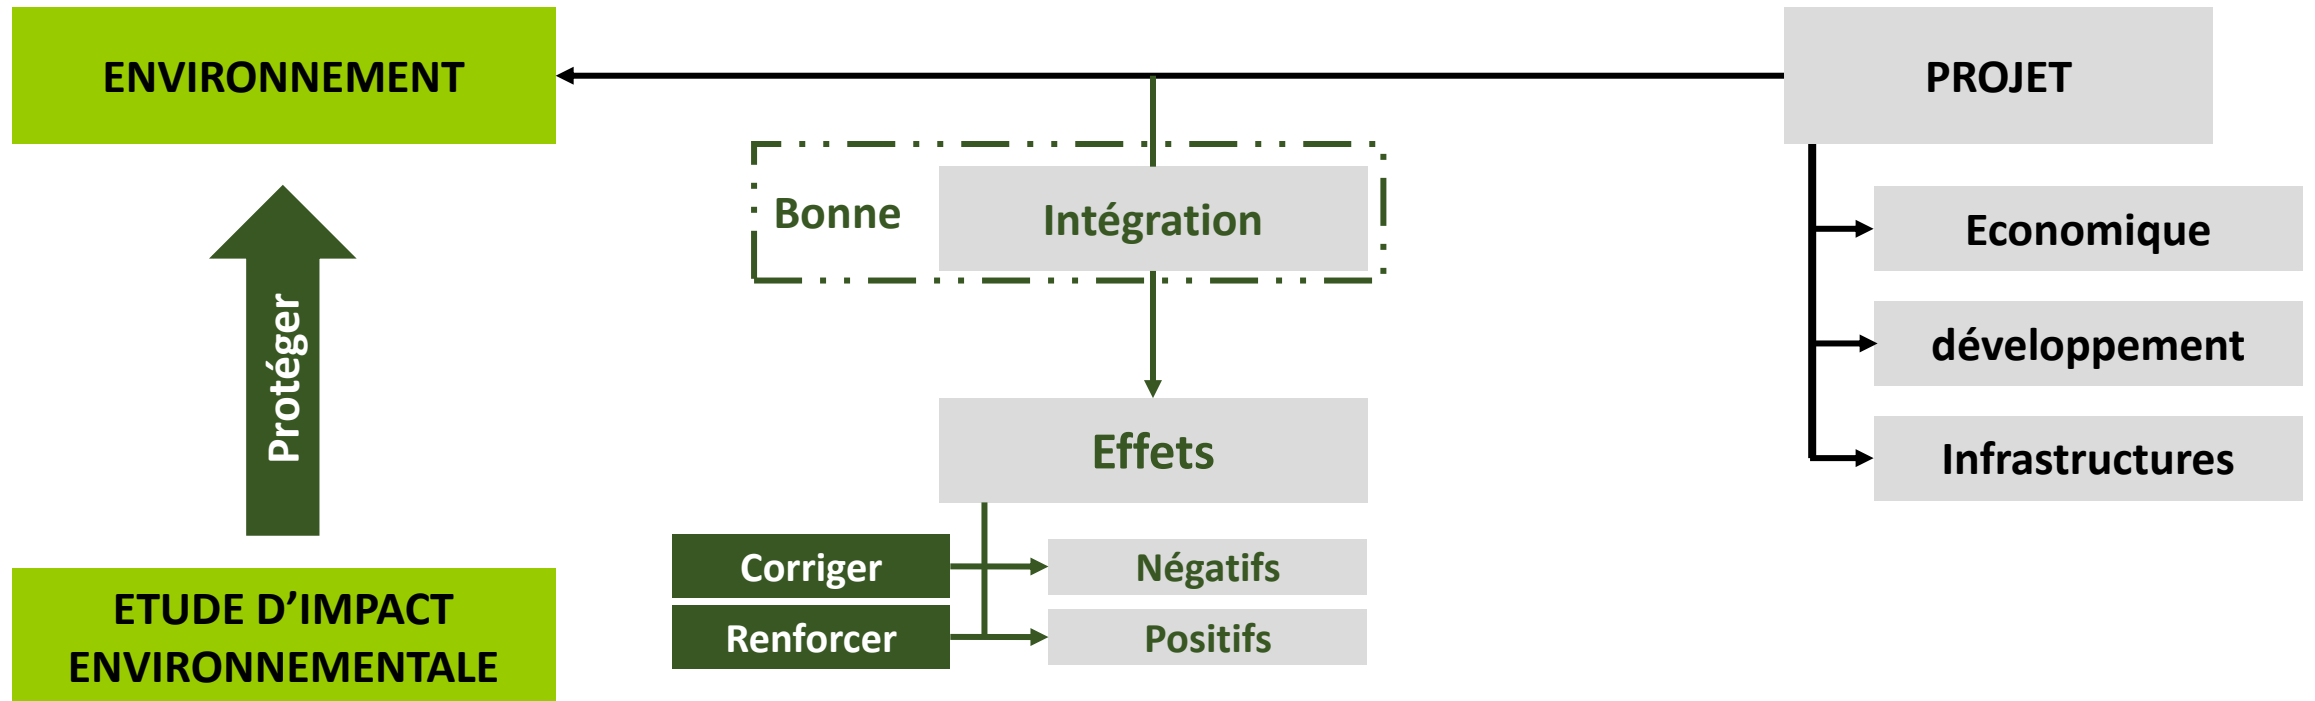 ENVIRONNEMENT
PROJET
Bonne
Intégration
Economique
développement
Infrastructures
Protéger
Effets
Corriger
Négatifs
Renforcer
Positifs
ETUDE D’IMPACT
ENVIRONNEMENTALE